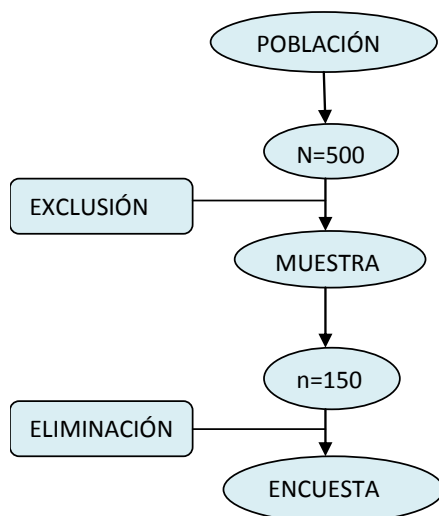 POBLACIÓN
N=500
EXCLUSIÓN
MUESTRA
n=150
ELIMINACIÓN
ENCUESTA